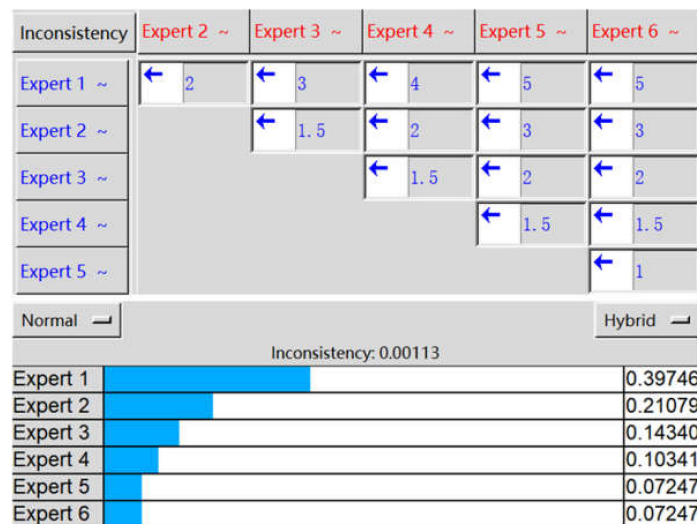 Inconsistency Expert 2 ~ Expert 3 ~ Expert 4 ~ Expert 5 ~ Expert 6 ~
Expert 1 ~ ← 2 ← 3 ← 4 ← 5 ← 5
Expert 2 ~ ← 1.5 ← 2 ← 3 ← 3
Expert 3 ~ ← 1.5 ← 2 ← 2
Expert 4 ~ ← 1.5 ← 1.5
Expert 5 ~ ← 1
Normal Hybrid
Inconsistency: 0.00113
Expert 1 0.39746
Expert 2 0.21079
Expert 3 0.14340
Expert 4 0.10341
Expert 5 0.07247
Expert 6 0.07247